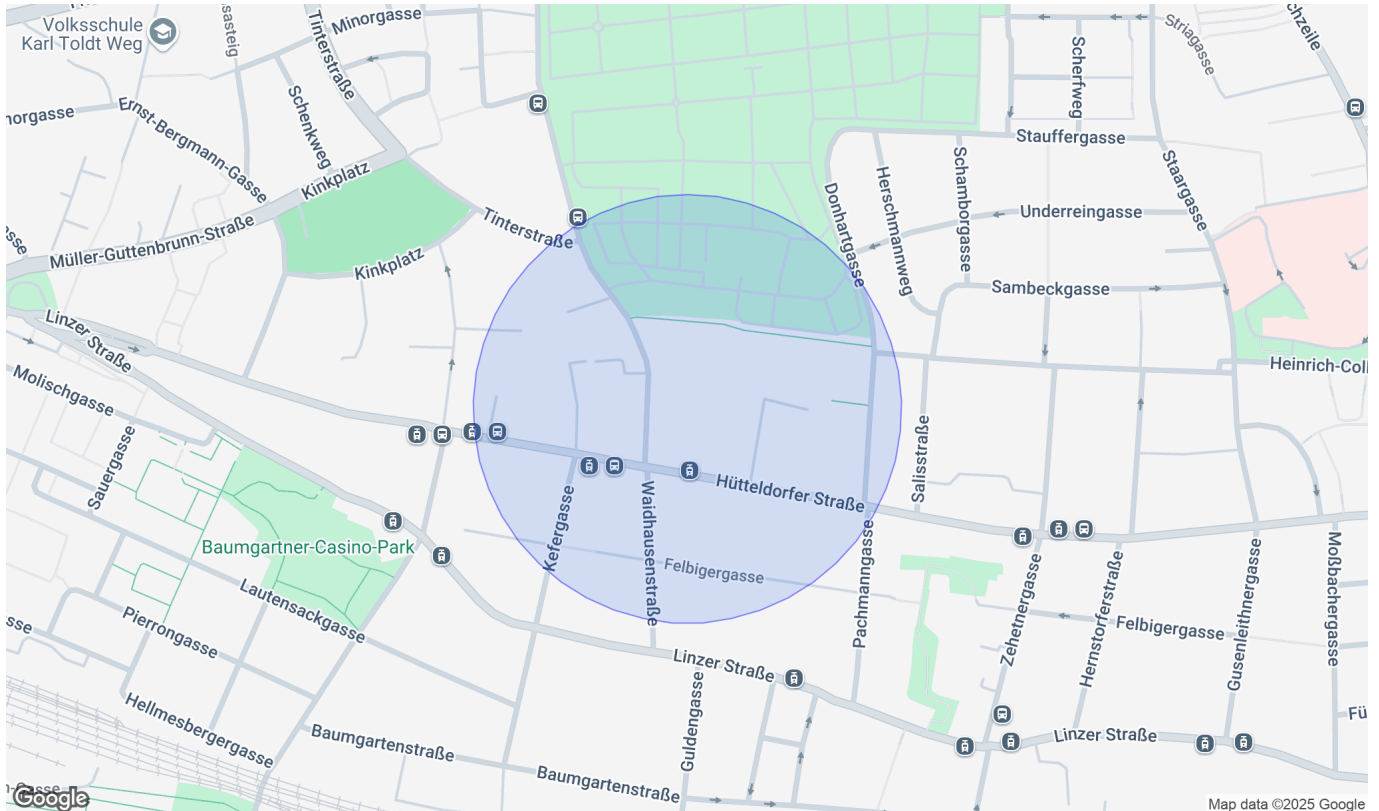 Volksschule
Karl Toldt Weg
Minorgasse
Tinterstraße
Schenkweg
Ernst-Bergmann-Gasse
Kinkplatz
Müller-Guttenbrunn-Straße
Kinkplatz
Tinterstraße
Striagasse
Scherfweg
Stauffergasse
Staargasse
Schamborgasse
Herschmannweg
Donhartgasse
Underreingasse
Sambeckgasse
Linzer Straße
Molischgasse
Sauergasse
Heinrich-Coll
Salisstraße
Hütteldorfer Straße
Kefergasse
Waidhausenstraße
Felbigergasse
Pachmanngasse
Baumgartner-Casino-Park
Lautensackgasse
Pierrongasse
Hellmesbergergasse
Baumgartenstraße
Baumgartenstraße
Linzer Straße
Guldengasse
Zehetnergasse
Hernstorferstraße
Felbigergasse
Gusenleithnergasse
Moßbachergasse
Linzer Straße
Fü
Google
Map data ©2025 Google